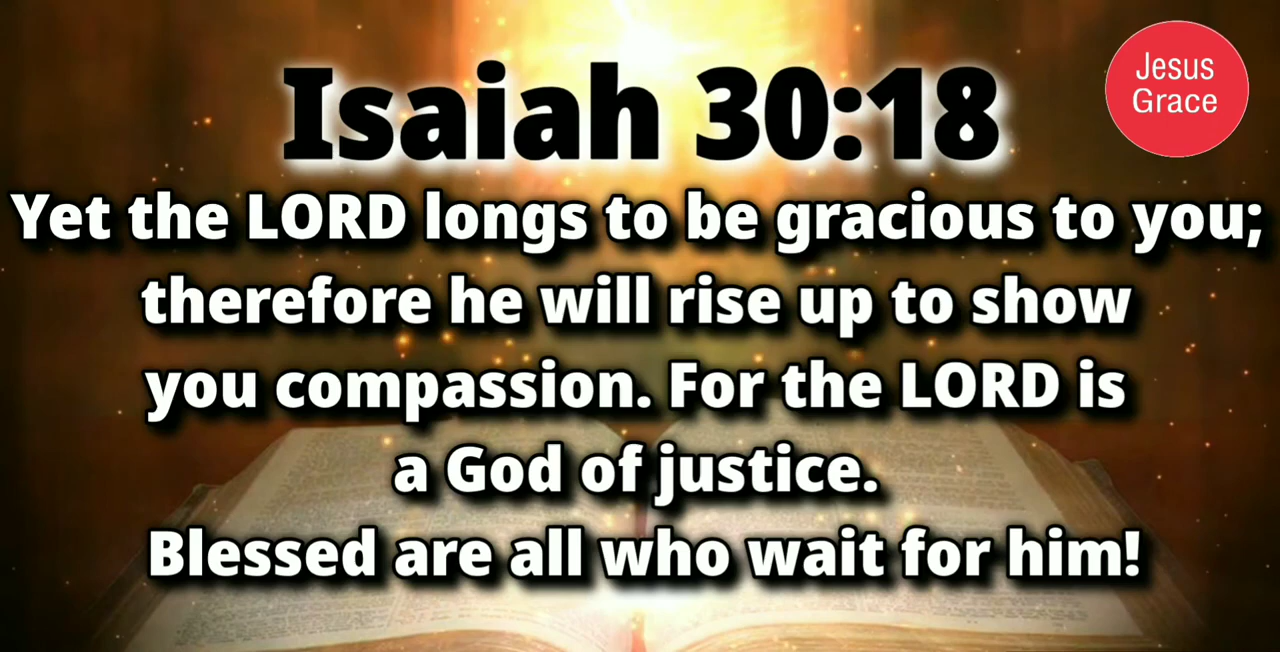 Isaiah 30:18
Jesus
Grace
Yet the LORD longs to be gracious to you;
therefore he will rise up to show
you compassion. For the LORD is
a God of justice.
Blessed are all who wait for him!